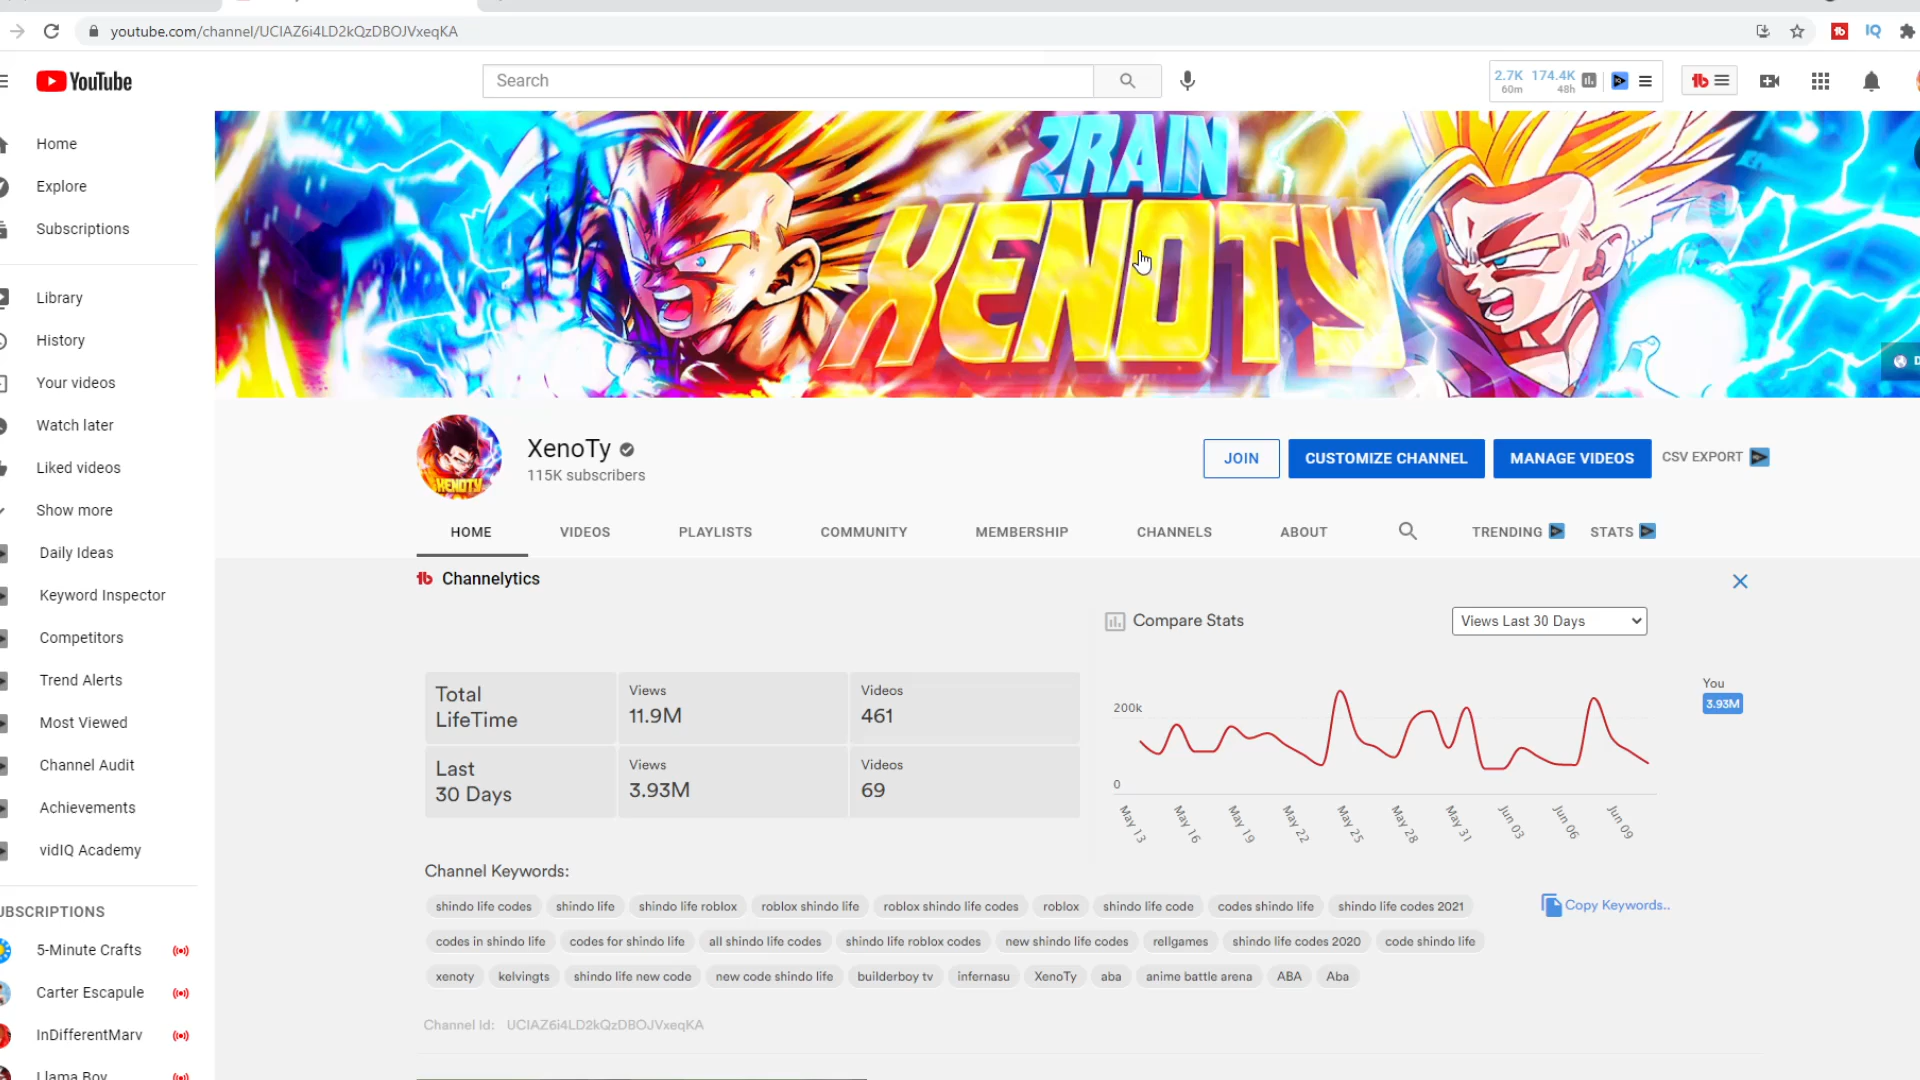 youtube.com/channel/UCIAZ6i4LD2kQzDBOJVxeqKA
YouTube
Search
2.7K 174.4K
60m 48h
Home
Explore
Subscriptions
Library
History
Your videos
Watch later
Liked videos
Show more
Daily Ideas
Keyword Inspector
Competitors
Trend Alerts
Most Viewed
Channel Audit
Achievements
vidIQ Academy
UBSCRIPTIONS
5-Minute Crafts
Carter Escapule
InDifferentMarv
Llama Boy
2RAIN
XENOTY
XENOTY
XenoTy
115K subscribers
JOIN
CUSTOMIZE CHANNEL
MANAGE VIDEOS
CSV EXPORT
HOME VIDEOS PLAYLISTS COMMUNITY MEMBERSHIP CHANNELS ABOUT TRENDING STATS
Channelytics
Compare Stats
Views Last 30 Days
Total LifeTime
Views
11.9M
Videos
461
Last 30 Days
Views
3.93M
Videos
69
200k
0
May 13 May 16 May 19 May 22 May 25 May 28 May 31 Jun 03 Jun 06 Jun 09
You
3.93M
Channel Keywords:
shindo life codes shindo life shindo life roblox roblox shindo life roblox shindo life codes roblox shindo life code codes shindo life shindo life codes 2021
codes in shindo life codes for shindo life all shindo life codes shindo life roblox codes new shindo life codes rellgames shindo life codes 2020 code shindo life
xenoty kelvingts shindo life new code new code shindo life builderboy tv infernasu XenoTy aba anime battle arena ABA Aba
Copy Keywords..
Channel Id: UCIAZ6i4LD2kQzDBOJVxeqKA